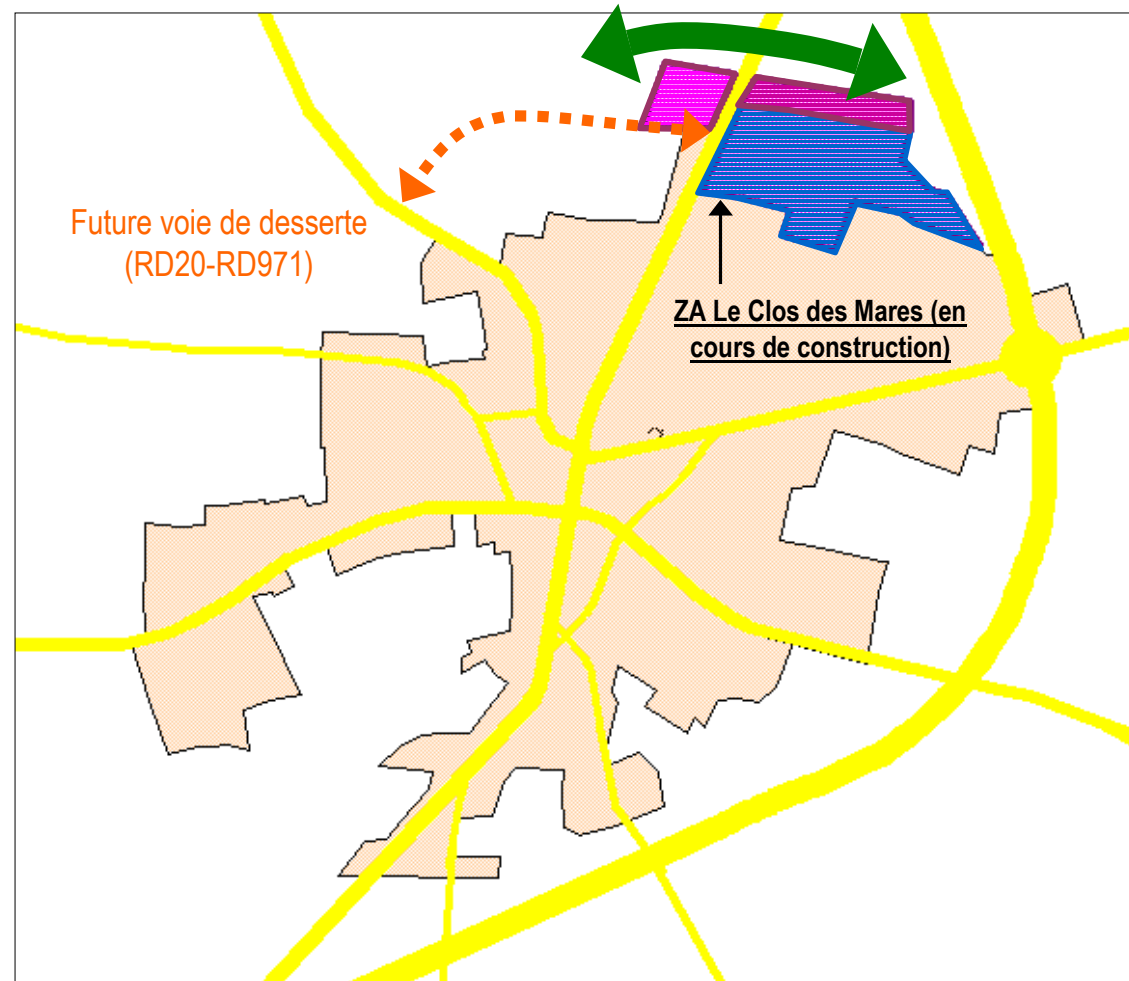 Future voie de desserte
(RD20-RD971)
ZA Le Clos des Mares (en
cours de construction)